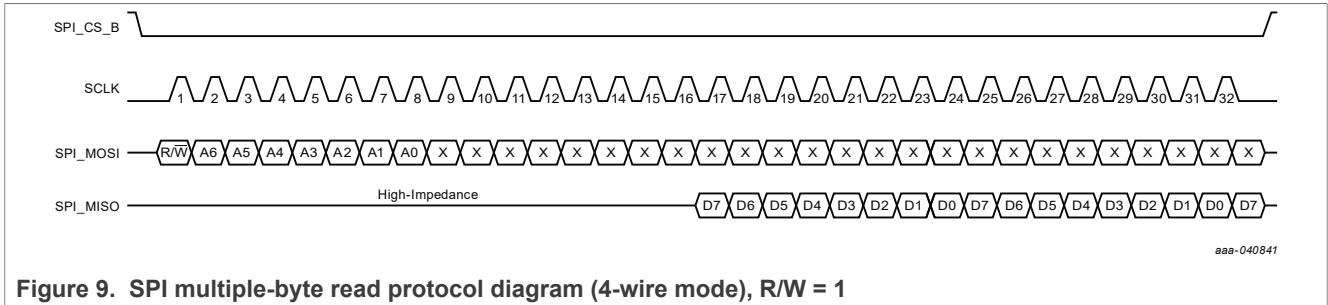 SPI_CS_B
SCLK 1 2 3 4 5 6 7 8 9 10 11 12 13 14 15 16 17 18 19 20 21 22 23 24 25 26 27 28 29 30 31 32
SPI_MOSI R/W̅ A6 A5 A4 A3 A2 A1 A0 X X X X X X X X X X X X X X X X X X X X X X X X X
High-Impedance
SPI_MISO D7 D6 D5 D4 D3 D2 D1 D0 D7 D6 D5 D4 D3 D2 D1 D0 D7
aaa-040841
Figure 9. SPI multiple-byte read protocol diagram (4-wire mode), R/W = 1